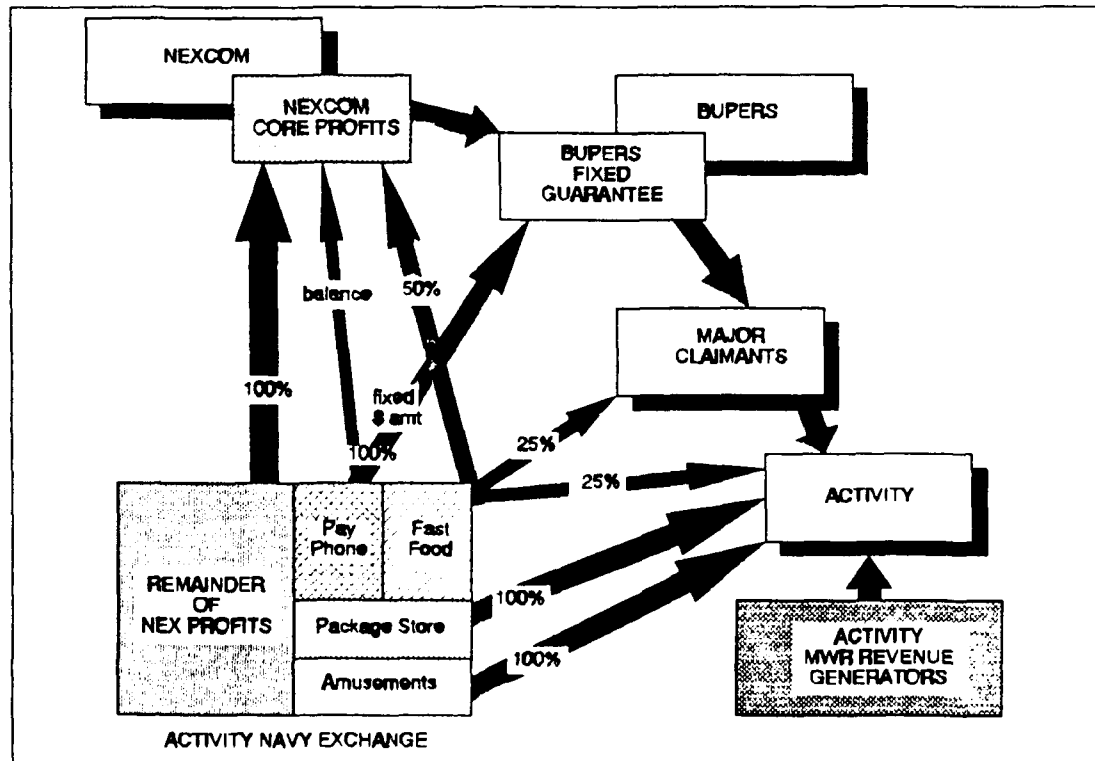 NEXCOM
NEXCOM
CORE PROFITS
BUPERS
BUPERS
FIXED
GUARANTEE
balance
50%
100%
fixed
$ amt
100%
MAJOR
CLAIMANTS
25%
25%
ACTIVITY
Pay
Phone
Fast
Food
REMAINDER
OF
NEX PROFITS
Package Store
Amusements
100%
100%
ACTIVITY
MWR REVENUE
GENERATORS
ACTIVITY NAVY EXCHANGE